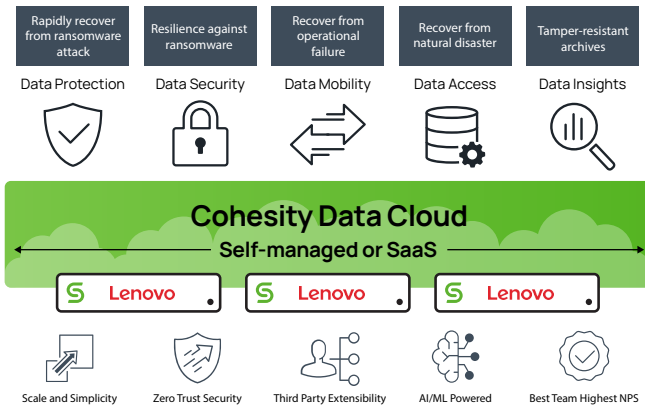 Rapidly recover
from ransomware
attack
Resilience against
ransomware
Recover from
operational
failure
Recover from
natural disaster
Tamper-resistant
archives
Data Protection
Data Security
Data Mobility
Data Access
Data Insights
Cohesity Data Cloud
Self-managed or SaaS
Lenovo
Lenovo
Lenovo
Scale and Simplicity
Zero Trust Security
Third Party Extensibility
AI/ML Powered
Best Team Highest NPS